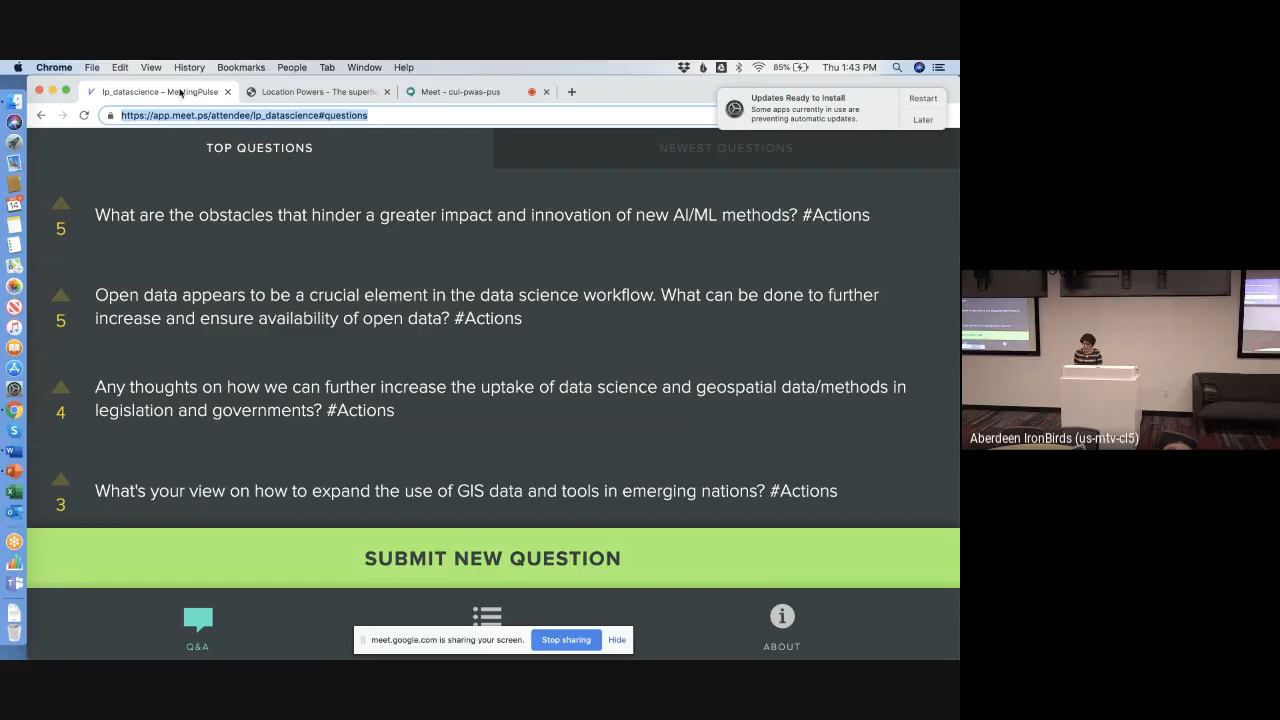 Chrome File Edit View History Bookmarks People Tab Window Help
85%
Thu 1:43 PM
lp_datascience – MeetingPulse
Location Powers - The superh
Meet - cui-pwas-pus
https://app.meet.ps/attendee/lp_datascience#questions
Updates Ready to Install
Some apps currently in use are
preventing automatic updates.
Restart
Later
TOP QUESTIONS
NEWEST QUESTIONS
5
What are the obstacles that hinder a greater impact and innovation of new AI/ML methods? #Actions
5
Open data appears to be a crucial element in the data science workflow. What can be done to further
increase and ensure availability of open data? #Actions
4
Any thoughts on how we can further increase the uptake of data science and geospatial data/methods in
legislation and governments? #Actions
3
What's your view on how to expand the use of GIS data and tools in emerging nations? #Actions
SUBMIT NEW QUESTION
Q&A
ABOUT
meet.google.com is sharing your screen.
Stop sharing
Hide
Aberdeen IronBirds (us-mtv-cl5)